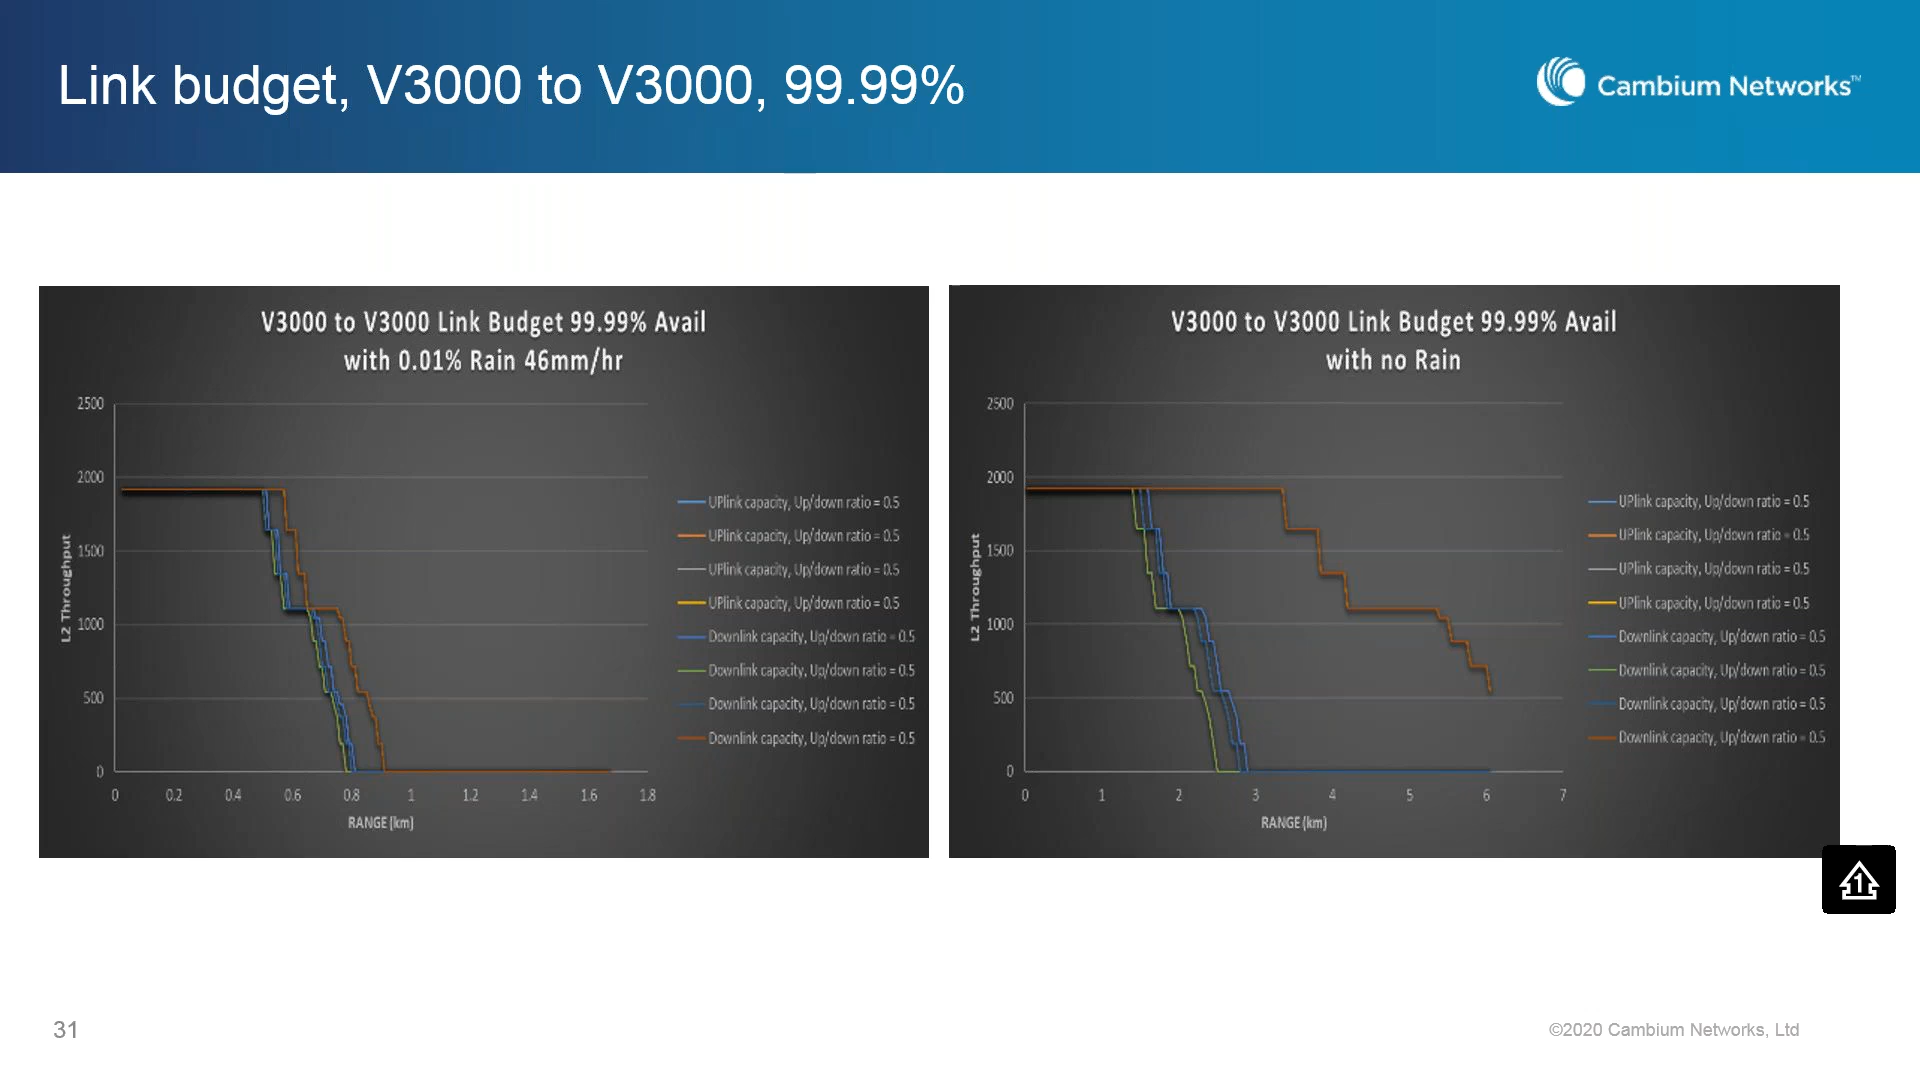 Link budget, V3000 to V3000, 99.99%
Cambium Networks™
V3000 to V3000 Link Budget 99.99% Avail
with 0.01% Rain 46mm/hr
2500
2000
1500
1000
500
0
L2 Throughput
0 0.2 0.4 0.6 0.8 1 1.2 1.4 1.6 1.8
RANGE (km)
UPlink capacity, Up/down ratio = 0.5
UPlink capacity, Up/down ratio = 0.5
UPlink capacity, Up/down ratio = 0.5
UPlink capacity, Up/down ratio = 0.5
Downlink capacity, Up/down ratio = 0.5
Downlink capacity, Up/down ratio = 0.5
Downlink capacity, Up/down ratio = 0.5
Downlink capacity, Up/down ratio = 0.5
V3000 to V3000 Link Budget 99.99% Avail
with no Rain
2500
2000
1500
1000
500
0
L2 Throughput
0 1 2 3 4 5 6 7
RANGE (km)
UPlink capacity, Up/down ratio = 0.5
UPlink capacity, Up/down ratio = 0.5
UPlink capacity, Up/down ratio = 0.5
UPlink capacity, Up/down ratio = 0.5
Downlink capacity, Up/down ratio = 0.5
Downlink capacity, Up/down ratio = 0.5
Downlink capacity, Up/down ratio = 0.5
Downlink capacity, Up/down ratio = 0.5
1
31
©2020 Cambium Networks, Ltd